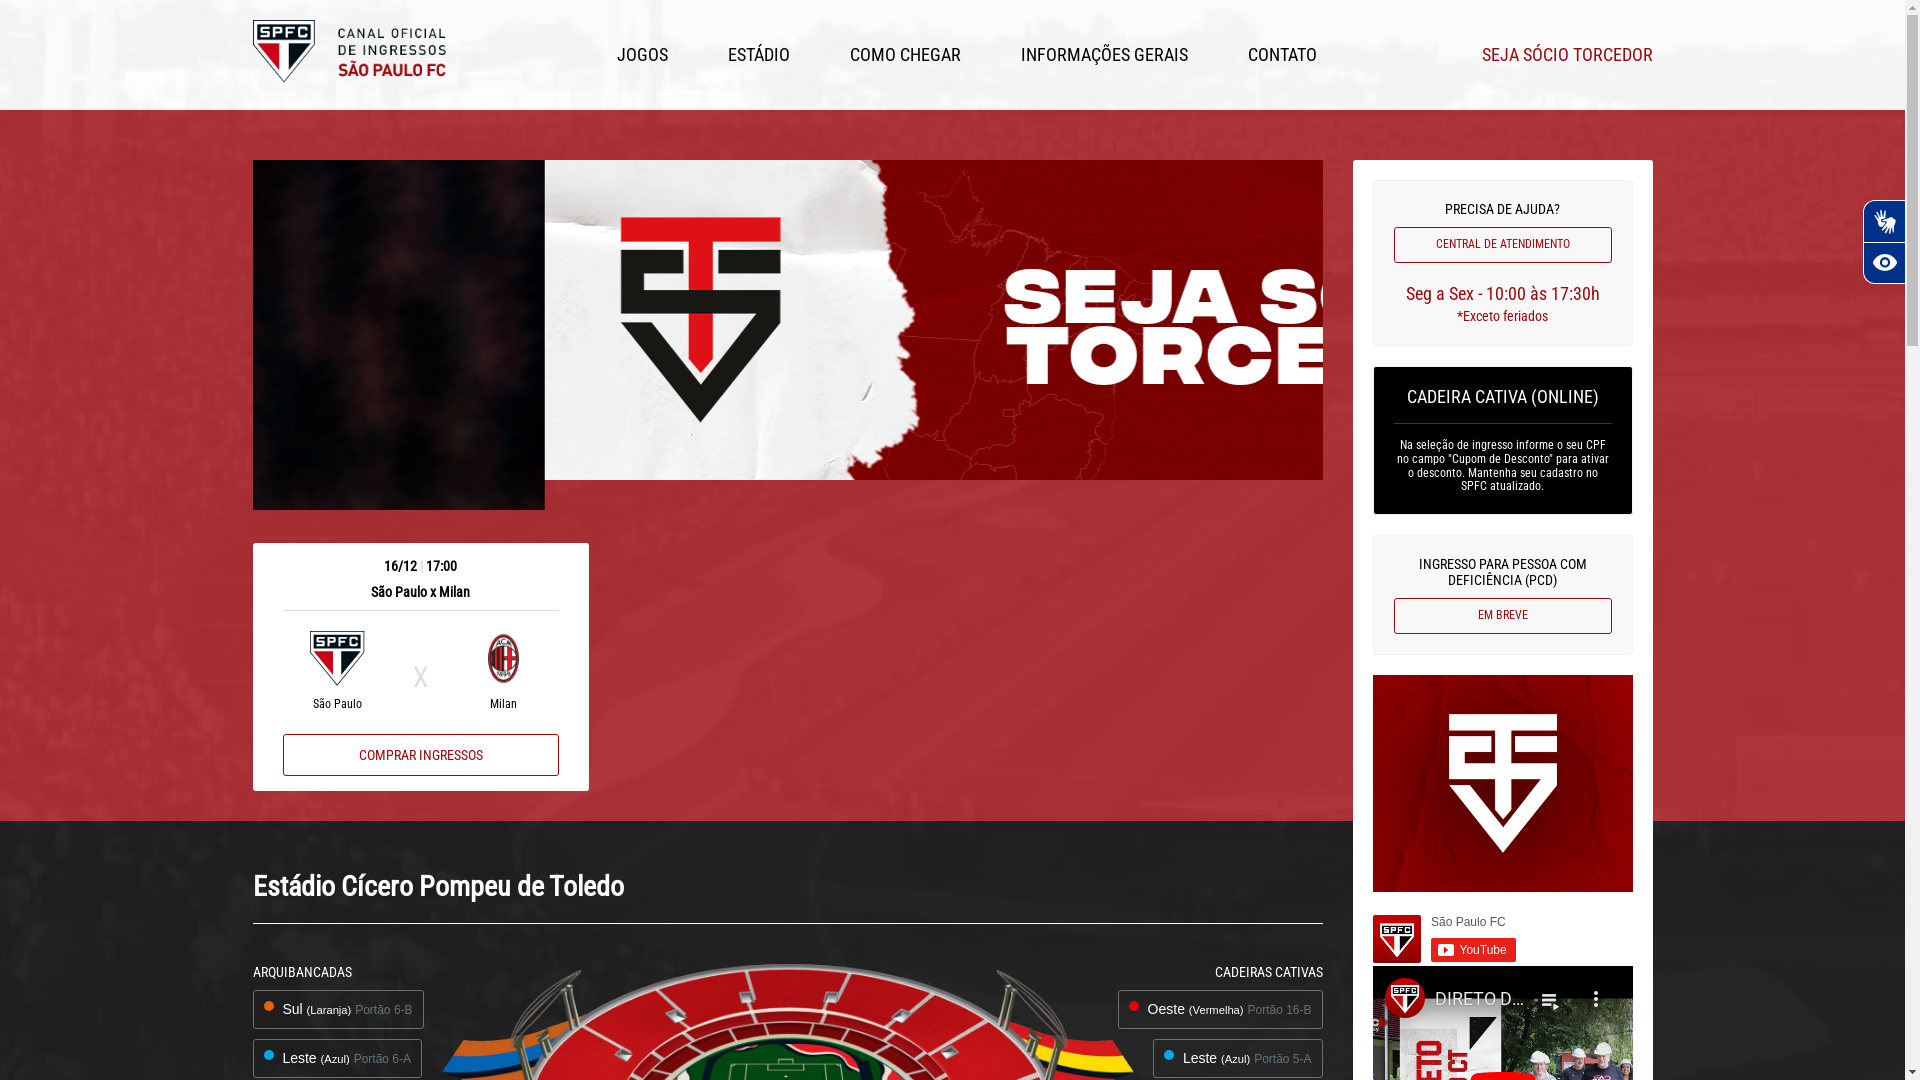 SPFC
CANAL OFICIAL
DE INGRESSOS
SÃO PAULO FC
JOGOS
ESTÁDIO
COMO CHEGAR
INFORMAÇÕES GERAIS
CONTATO
SEJA SÓCIO TORCEDOR
SEJA S
TORCE
PRECISA DE AJUDA?
CENTRAL DE ATENDIMENTO
Seg a Sex - 10:00 às 17:30h
*Exceto feriados
CADEIRA CATIVA (ONLINE)
Na seleção de ingresso informe o seu CPF
no campo "Cupom de Desconto" para ativar
o desconto. Mantenha seu cadastro no
SPFC atualizado.
INGRESSO PARA PESSOA COM
DEFICIÊNCIA (PCD)
EM BREVE
16/12 | 17:00
São Paulo x Milan
SPFC
X
São Paulo
Milan
COMPRAR INGRESSOS
São Paulo FC
SPFC
YouTube
DIRETO D...
Estádio Cícero Pompeu de Toledo
ARQUIBANCADAS
Sul (Laranja) Portão 6-B
Leste (Azul) Portão 6-A
CADEIRAS CATIVAS
Oeste (Vermelha) Portão 16-B
Leste (Azul) Portão 5-A